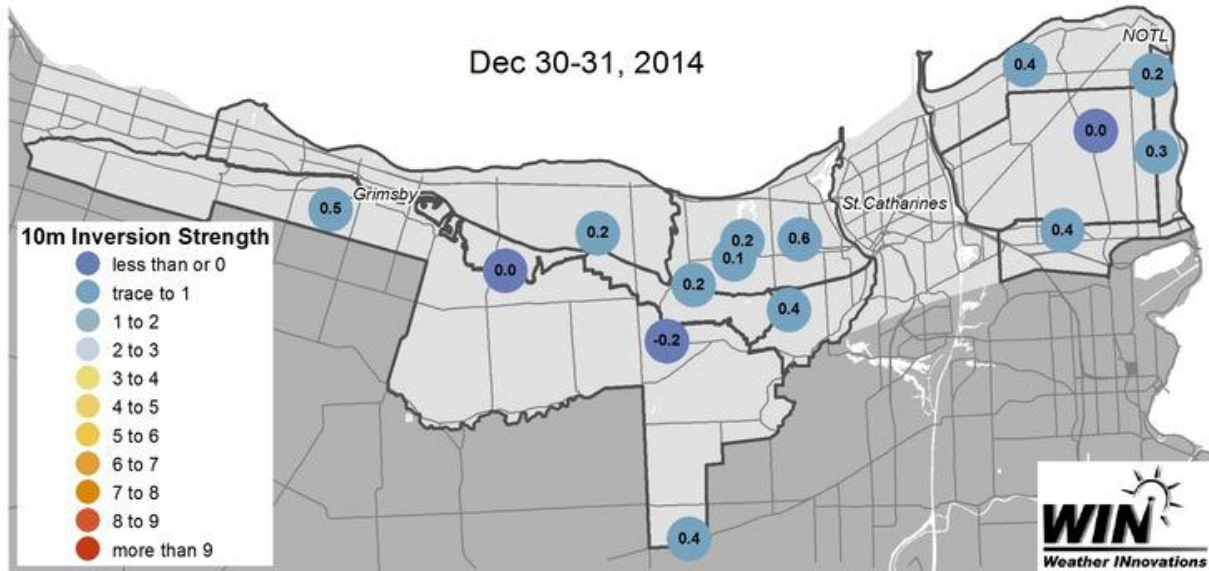 Dec 30-31, 2014
NOTL
0.4
0.2
0.0
0.3
Grimsby
St.Catharines
0.5
0.2
0.2
0.6
0.1
0.4
0.0
0.2
0.4
-0.2
0.4
10m Inversion Strength
less than or 0
trace to 1
1 to 2
2 to 3
3 to 4
4 to 5
5 to 6
6 to 7
7 to 8
8 to 9
more than 9
WIN
Weather INnovations